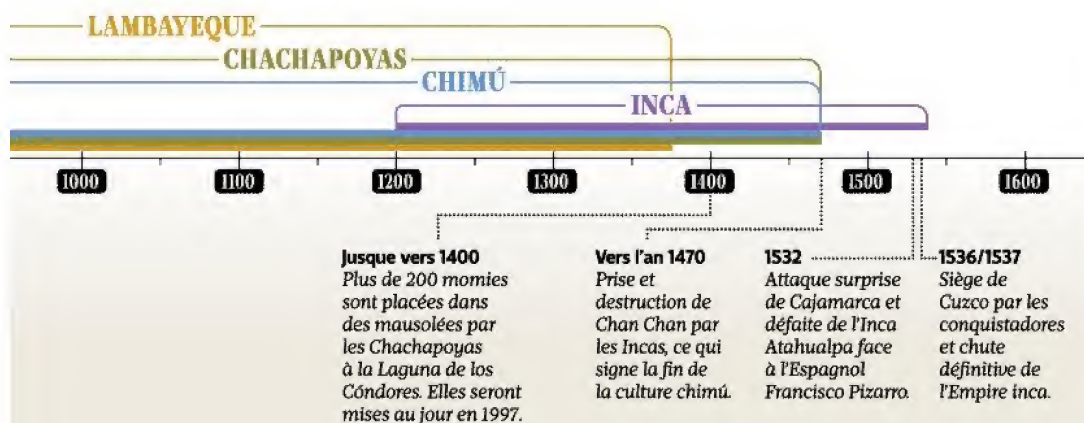 LAMBAYEQUE
CHACHAPOYAS
CHIMÚ
INCA
1000 1100 1200 1300 1400 1500 1600
Jusque vers 1400
Plus de 200 momies
sont placées dans
des mausolées par
les Chachapoyas
à la Laguna de los
Cóndores. Elles seront
mises au jour en 1997.
Vers l'an 1470
Prise et
destruction de
Chan Chan par
les Incas, ce qui
signe la fin de
la culture chimú.
1532
Attaque surprise
de Cajamarca et
défaite de l'Inca
Atahualpa face
à l'Espagnol
Francisco Pizarro.
1536/1537
Siège de
Cuzco par les
conquistadores
et chute
définitive de
l'Empire inca.